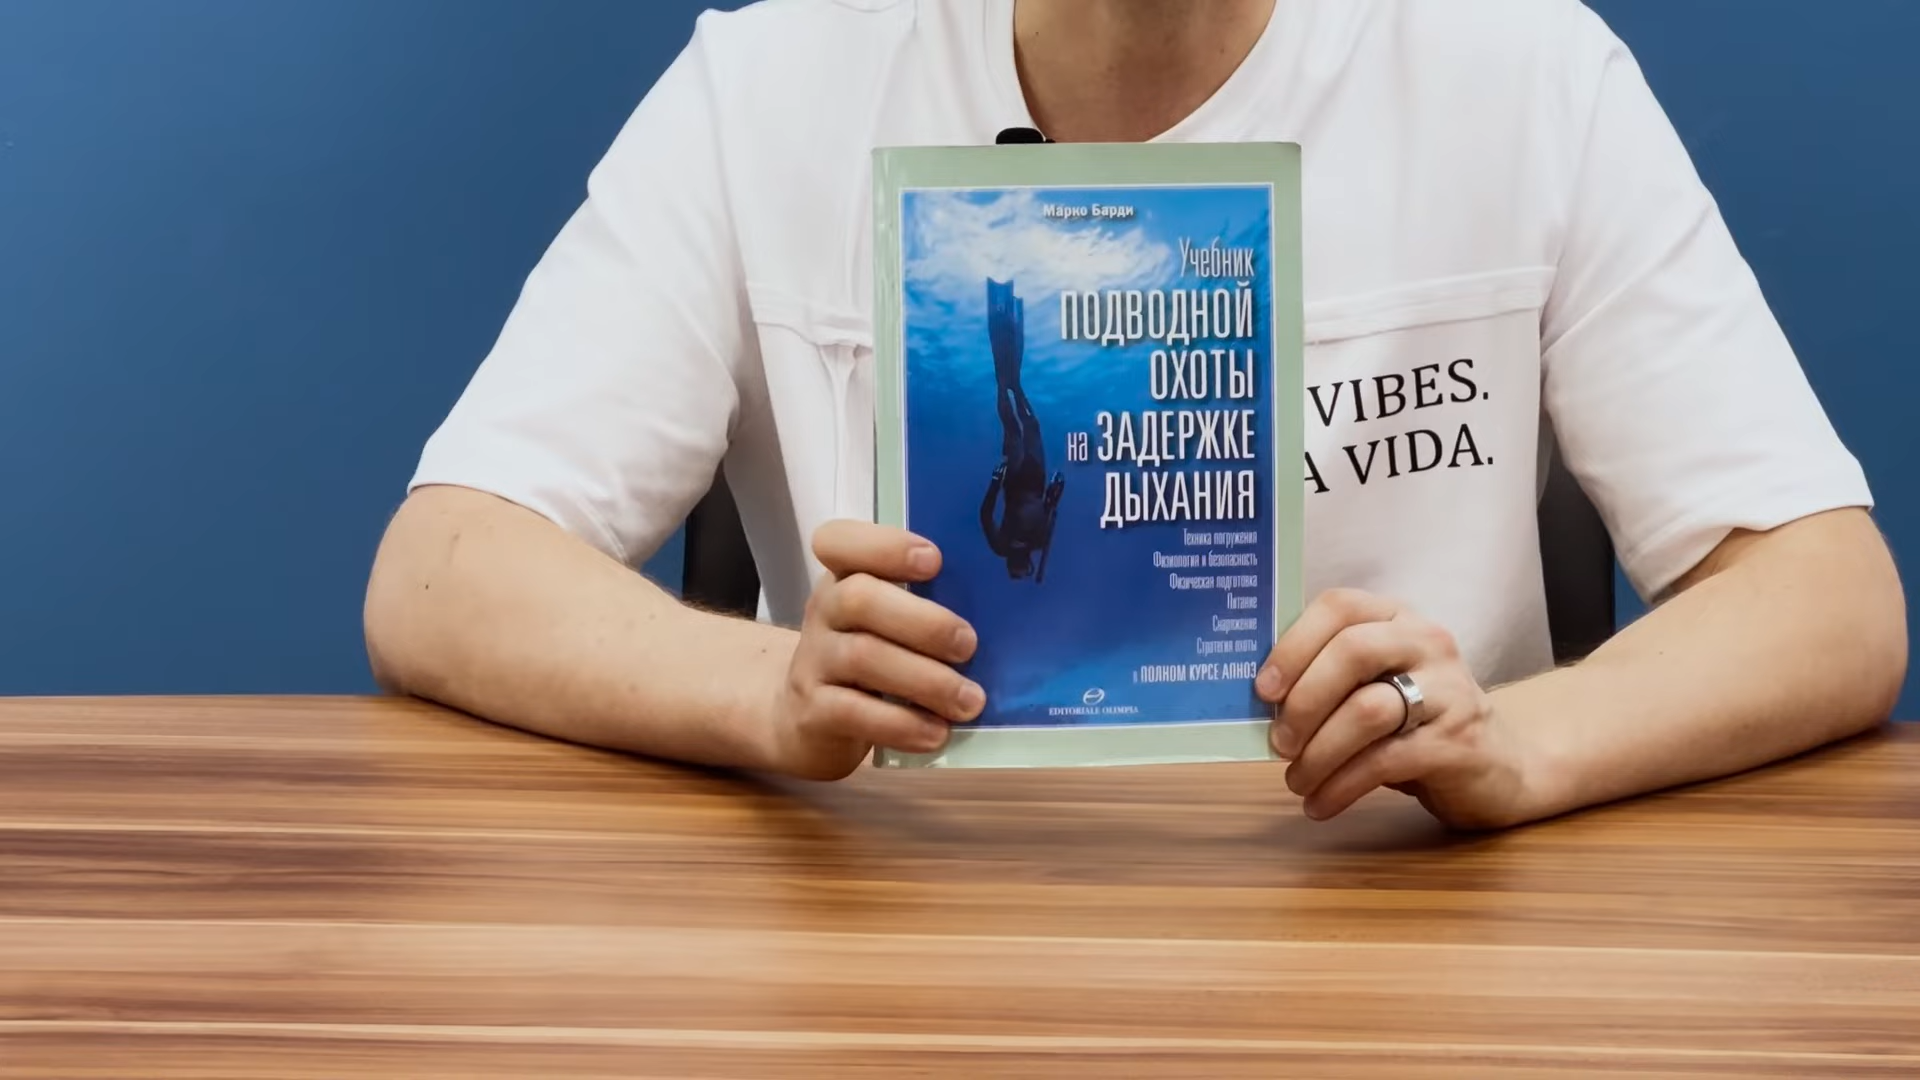 Марко Барди
Учебник
ПОДВОДНОЙ
ОХОТЫ
на ЗАДЕРЖКЕ
ДЫХАНИЯ
Техника погружения
Физиология и безопасность
Физическая подготовка
Питание
Снаряжение
Стратегия охоты
и ПОЛНОМ КУРСЕ АПНОЭ
EDITORIALE OLIMPIA
VIBES.
A VIDA.